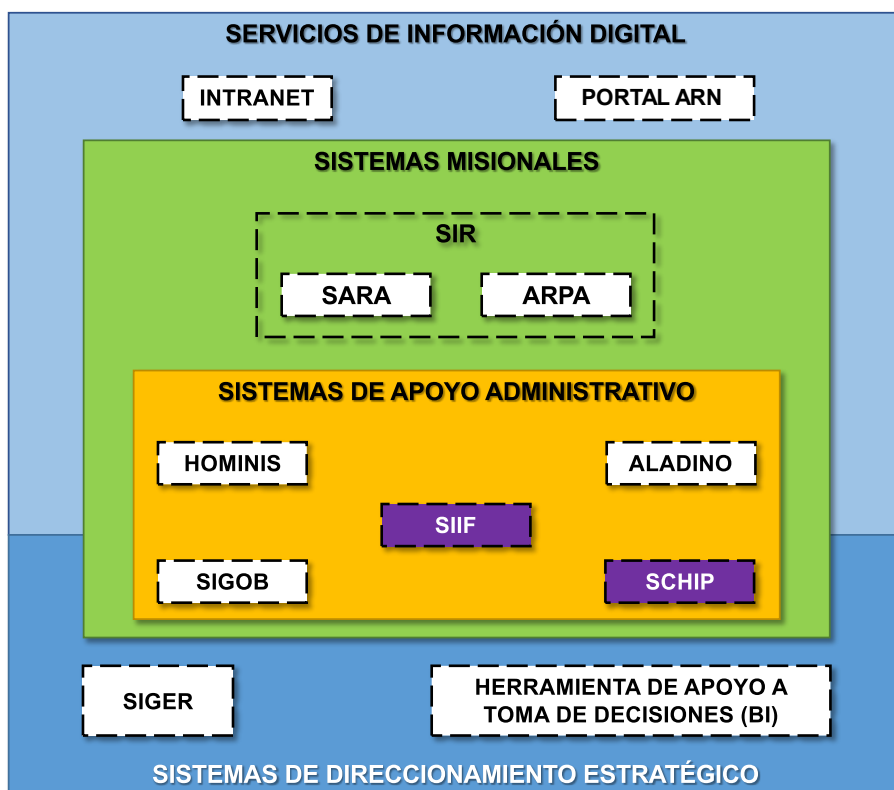 SERVICIOS DE INFORMACIÓN DIGITAL
INTRANET
PORTAL ARN
SISTEMAS MISIONALES
SIR
SARA
ARPA
SISTEMAS DE APOYO ADMINISTRATIVO
HOMINIS
ALADINO
SIIF
SIGOB
SCHIP
SIGER
HERRAMIENTA DE APOYO A
TOMA DE DECISIONES (BI)
SISTEMAS DE DIRECCIONAMIENTO ESTRATÉGICO